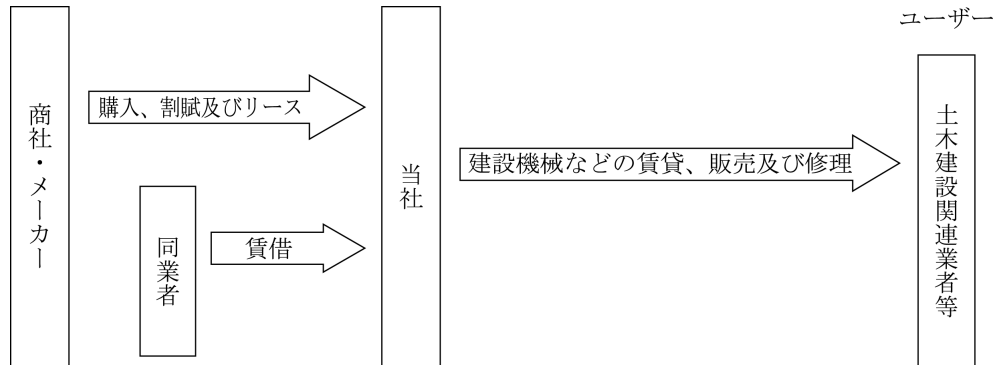 ユーザー
商社・メーカー
購入、割賦及びリース
同業者
賃借
当社
建設機械などの賃貸、販売及び修理
土木建設関連業者等